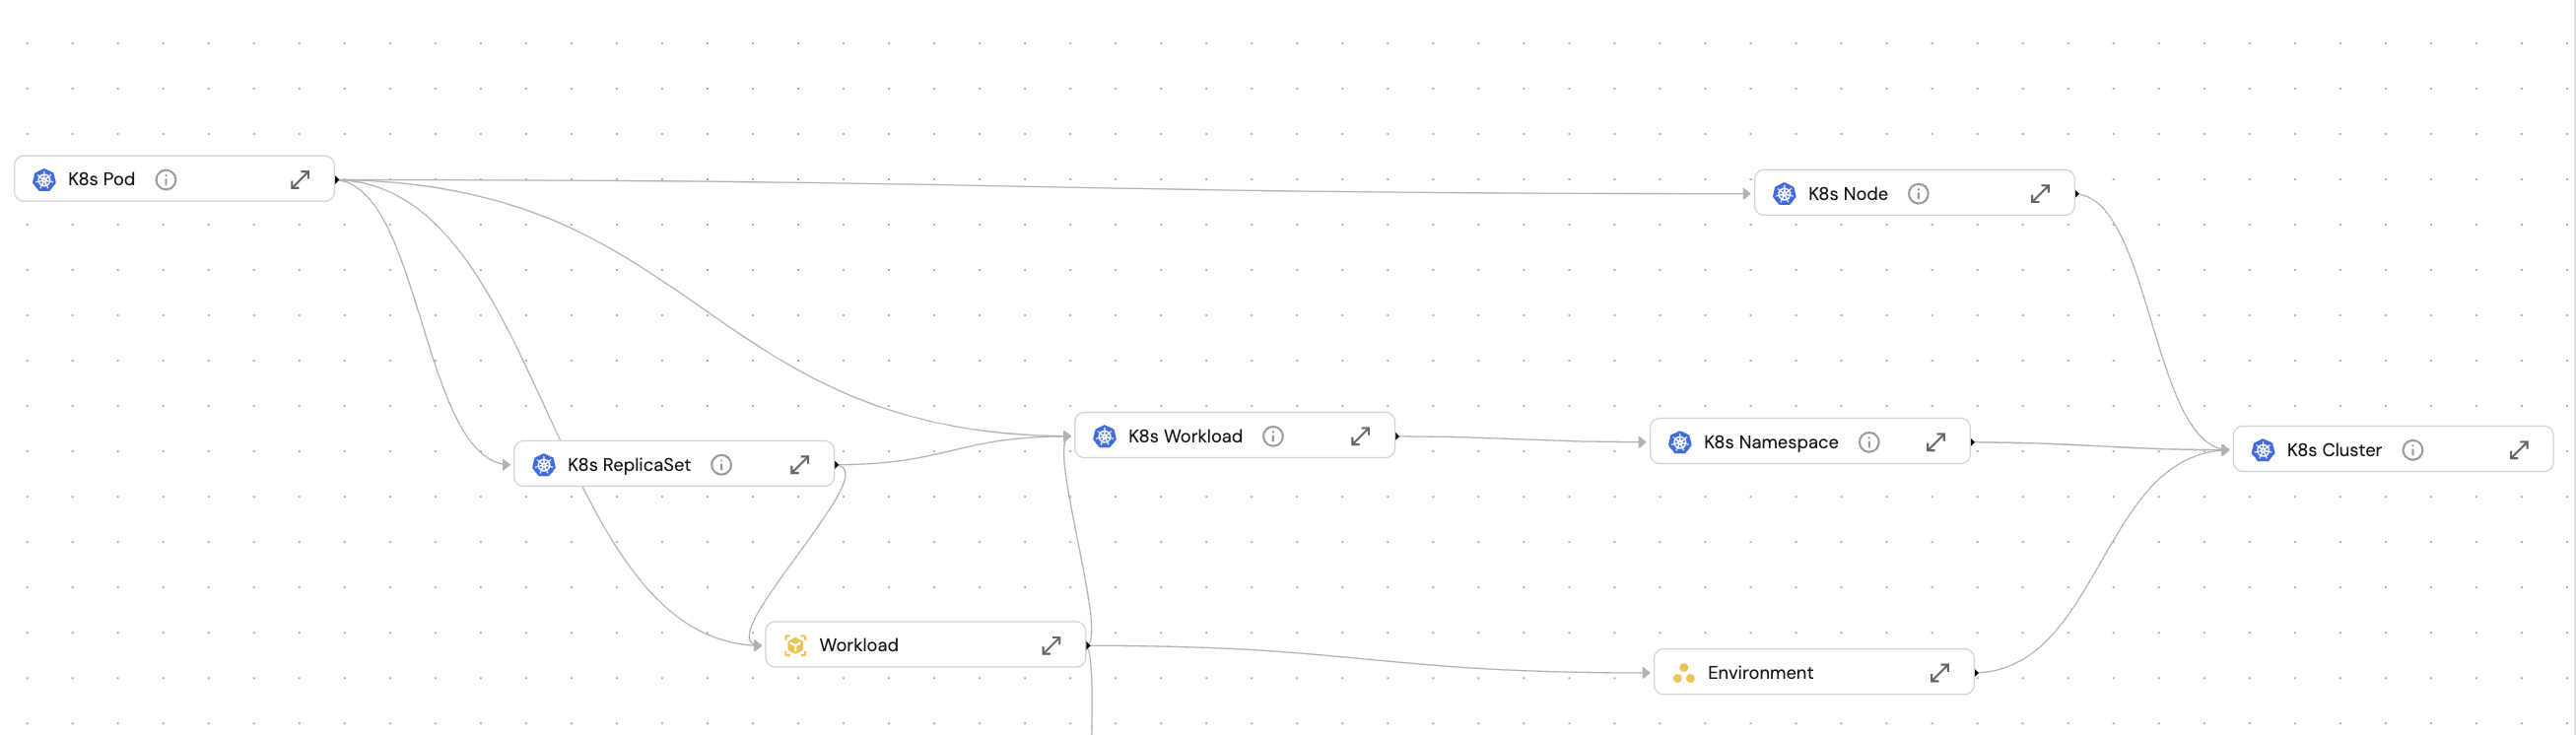 K8s Pod
K8s Node
K8s Workload
K8s Namespace
K8s Cluster
K8s ReplicaSet
Workload
Environment